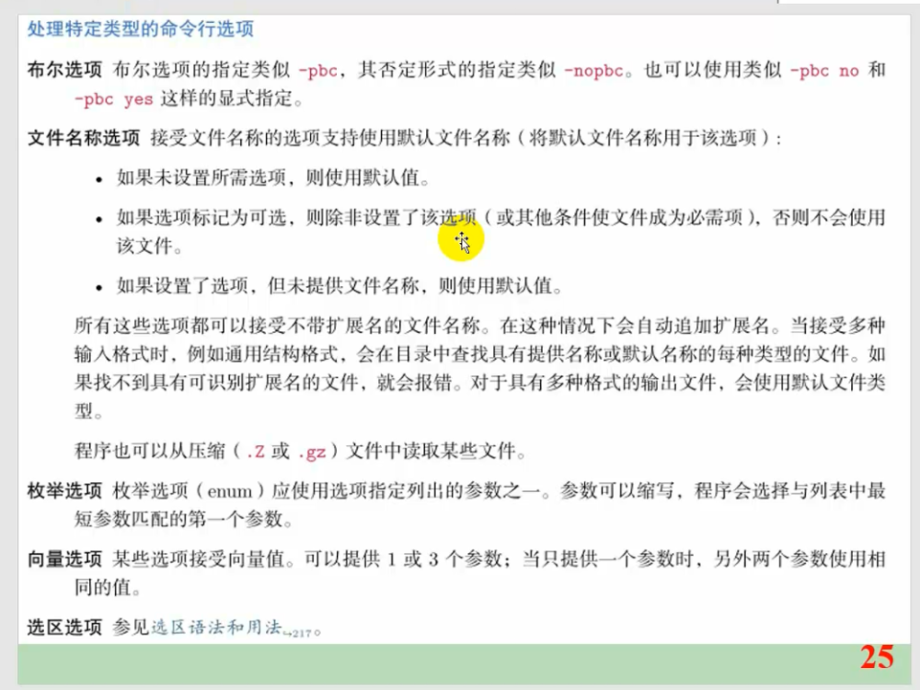 处理特定类型的命令行选项
布尔选项 布尔选项的指定类似 -pbc，其否定形式的指定类似 -nopbc。也可以使用类似 -pbc no 和
-pbc yes 这样的显式指定。
文件名称选项 接受文件名称的选项支持使用默认文件名称（将默认文件名称用于该选项）:
• 如果未设置所需选项，则使用默认值。
• 如果选项标记为可选，则除非设置了该选项（或其他条件使文件成为必需项），否则不会使用
该文件。
• 如果设置了选项，但未提供文件名称，则使用默认值。
所有这些选项都可以接受不带扩展名的文件名称。在这种情况下会自动追加扩展名。当接受多种
输入格式时，例如通用结构格式，会在目录中查找具有提供名称或默认名称的每种类型的文件。如
果找不到具有可识别扩展名的文件，就会报错。对于具有多种格式的输出文件，会使用默认文件类
型。
程序也可以从压缩（.Z 或 .gz）文件中读取某些文件。
枚举选项 枚举选项（enum）应使用选项指定列出的参数之一。参数可以缩写，程序会选择与列表中最
短参数匹配的第一个参数。
向量选项 某些选项接受向量值。可以提供 1 或 3 个参数；当只提供一个参数时，另外两个参数使用相
同的值。
选区选项 参见选区语法和用法↪217。
25